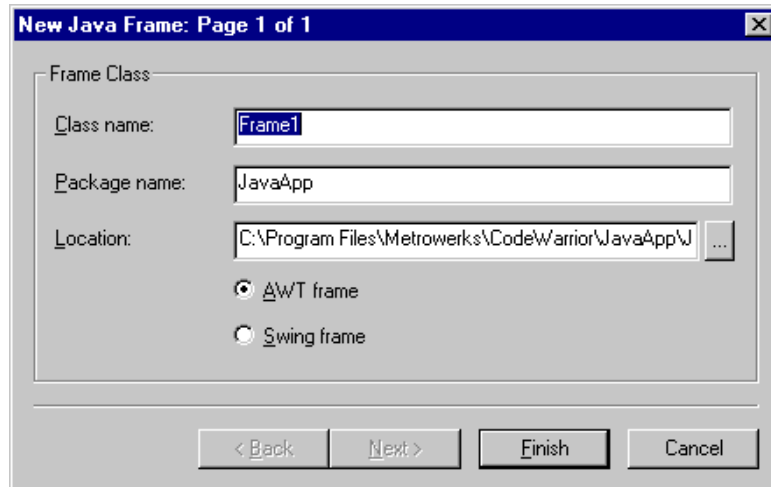 New Java Frame: Page 1 of 1
Frame Class
Class name: Frame1
Package name: JavaApp
Location: C:\Program Files\Metrowerks\CodeWarrior\JavaApp\J ...
AWT frame
Swing frame
< Back Next > Finish Cancel